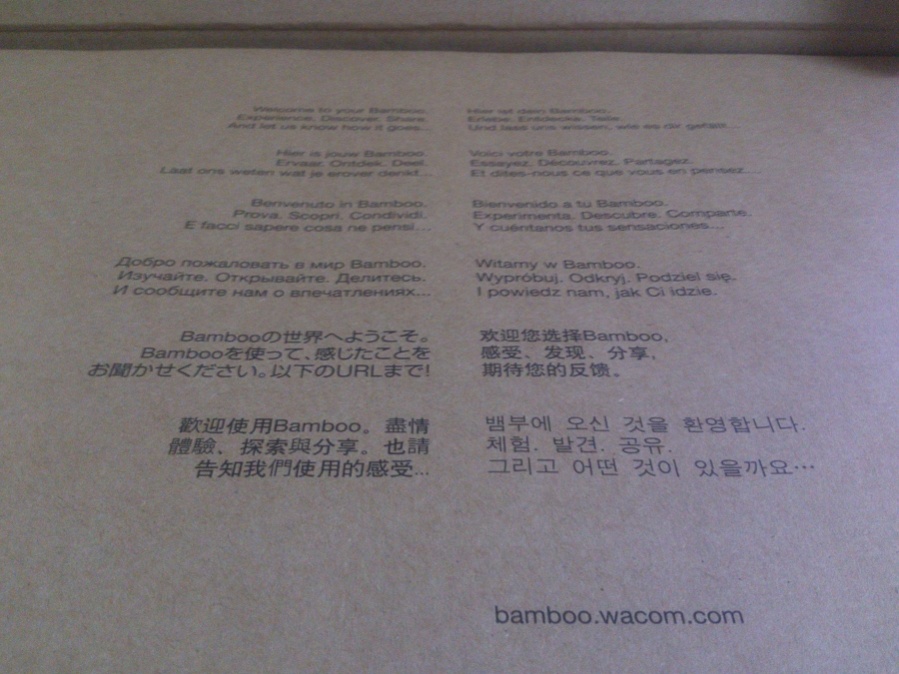 Welcome to your Bamboo.
Experience. Discover. Share.
And let us know how it goes...
Hier ist dein Bamboo.
Erlebe. Entdecke. Teile.
Und lass uns wissen, wie es dir gefällt...
Hier is jouw Bamboo.
Ervaar. Ontdek. Deel.
Laat ons weten wat je erover denkt...
Voici votre Bamboo.
Essayez. Découvrez. Partagez.
Et dites-nous ce que vous en pensez...
Benvenuto in Bamboo.
Prova. Scopri. Condividi.
E facci sapere cosa ne pensi...
Bienvenido a tu Bamboo.
Experimenta. Descubre. Comparte.
Y cuéntanos tus sensaciones...
Добро пожаловать в мир Bamboo.
Изучайте. Открывайте. Делитесь.
И сообщите нам о впечатлениях...
Witamy w Bamboo.
Wypróbuj. Odkryj. Podziel się.
I powiedz nam, jak Ci idzie.
Bambooの世界へようこそ。
Bambooを使って、感じたことを
お聞かせください。以下のURLまで!
欢迎您选择Bamboo,
感受、发现、分享,
期待您的反馈。
歡迎使用Bamboo。盡情
體驗、探索與分享。也請
告知我們使用的感受...
뱀부에 오신 것을 환영합니다.
체험. 발견. 공유.
그리고 어떤 것이 있을까요…
bamboo.wacom.com